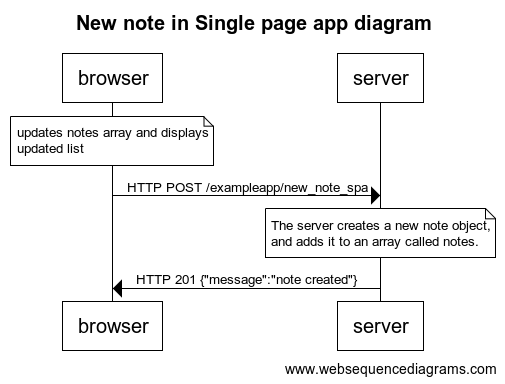 New note in Single page app diagram
browser
server
updates notes array and displays
updated list
HTTP POST /exampleapp/new_note_spa
The server creates a new note object,
and adds it to an array called notes.
HTTP 201 {"message":"note created"}
browser
server
www.websequencediagrams.com